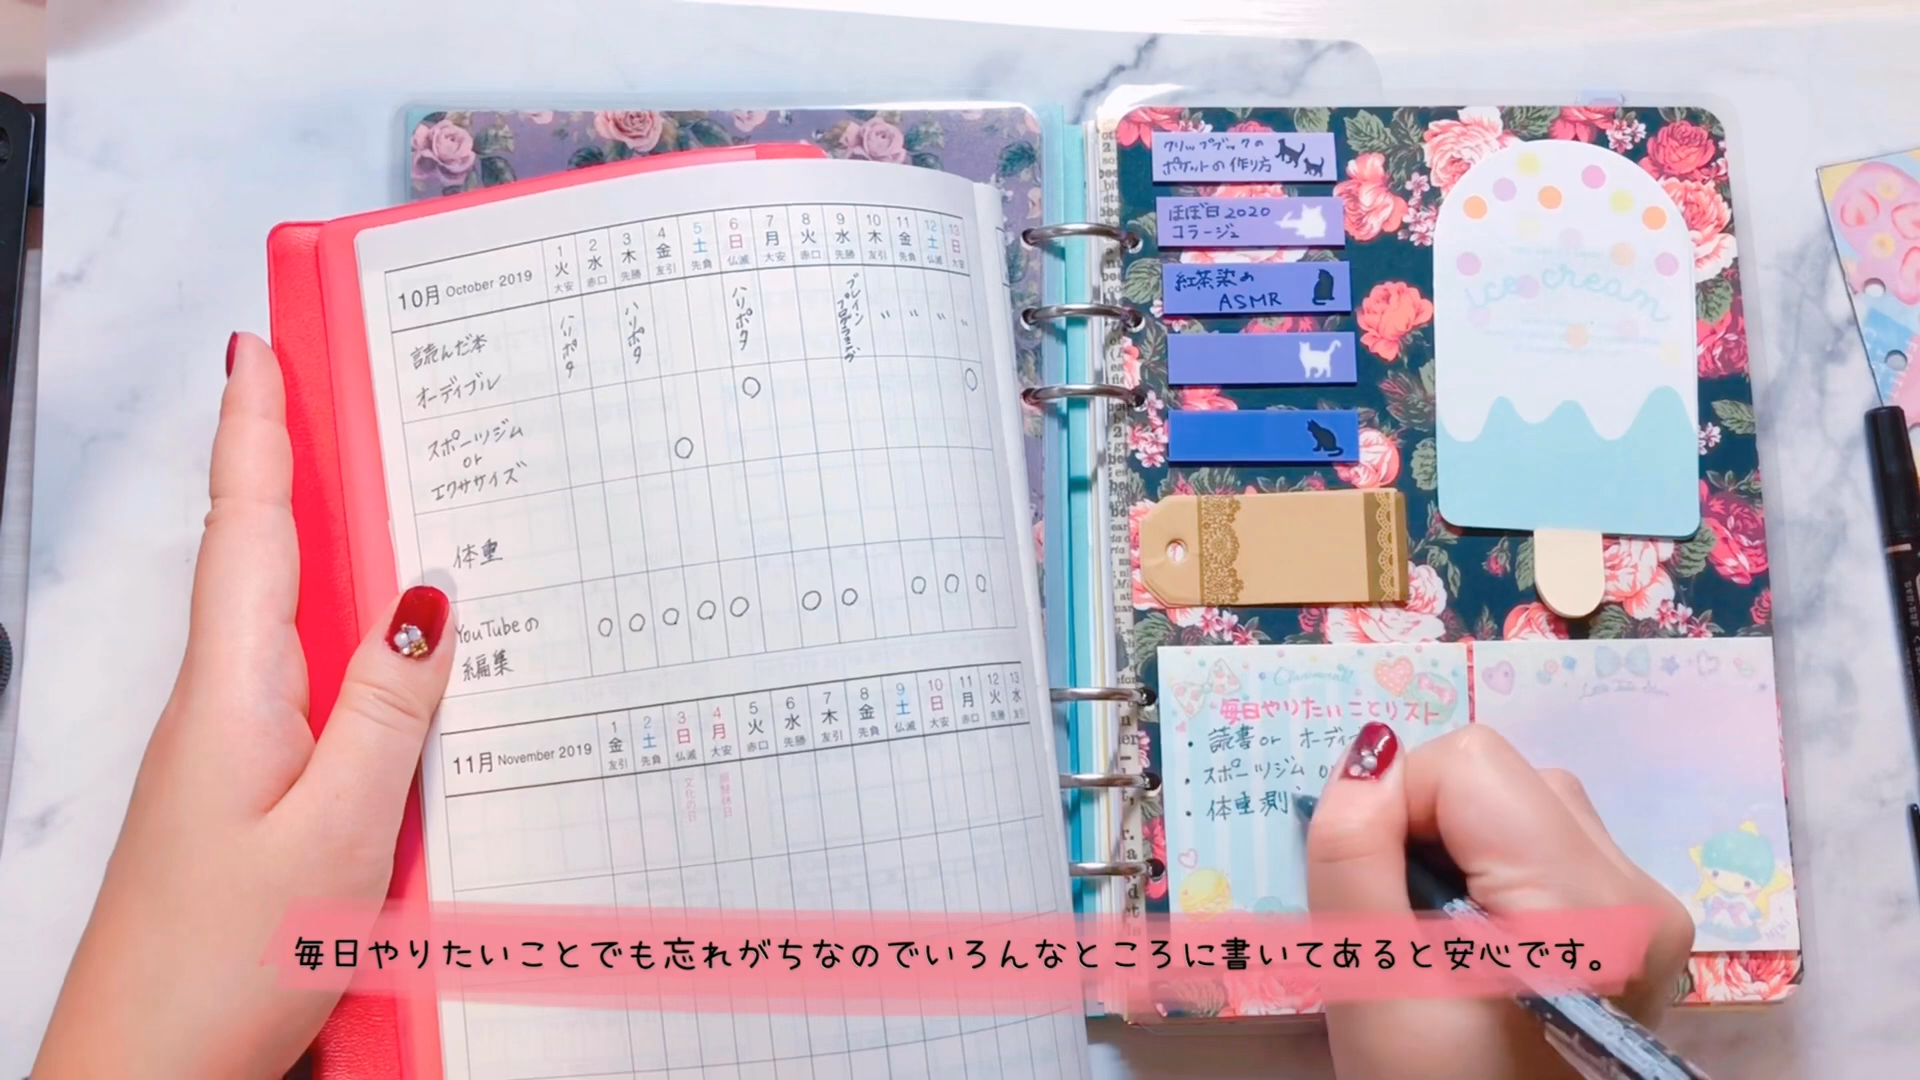 10月 October 2019
1 2 3 4 5 6 7 8 9 10 11 12 13
火 水 木 金 土 日 月 火 水 木 金 土 日
大安 赤口 先勝 友引 先負 仏滅 大安 赤口 先勝 友引 先負 仏滅 大安
読んだ本
オーディブル
ハリポタ
ハリポタ
ハリポタ
ブレイン
プログラミング
〃 〃 〃 〃
スポーツジム
or
エクササイズ
体重
YouTubeの
編集
11月 November 2019
1 2 3 4 5 6 7 8 9 10 11 12 13
金 土 日 月 火 水 木 金 土 日 月 火 水
友引 先負 仏滅 大安 赤口 先勝 友引 先負 仏滅 大安 赤口 先勝 友引
文化の日
振替休日
クリップブックの
ポケットの作り方
ほぼ日2020
コラージュ
紅茶染め
ASMR
ice cream
毎日やりたいことリスト
・読書or オーディ
・スポーツジム or
・体重測
毎日やりたいことでも忘れがちなのでいろんなところに書いてあると安心です。